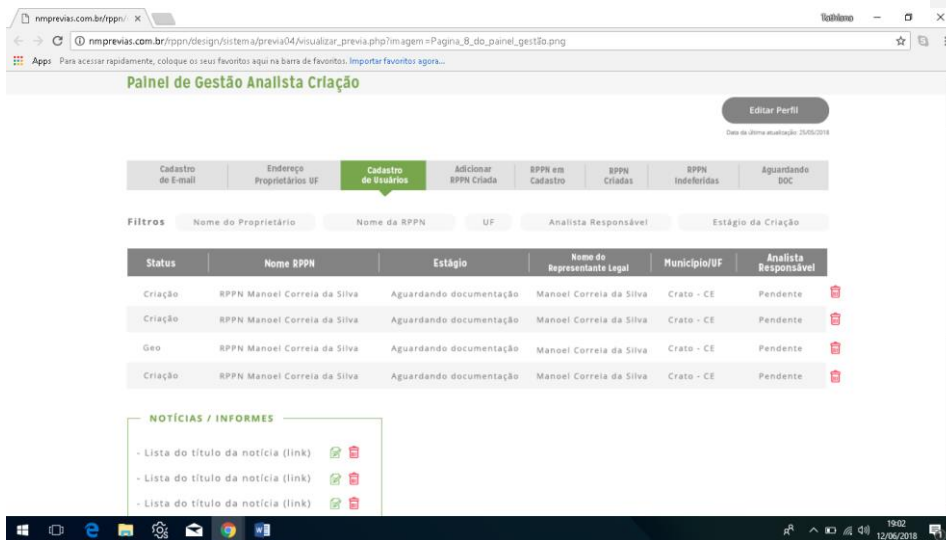 nmprevias.com.br/rppn/
Tathiana
nmprevias.com.br/rppn/design/sistema/previa04/visualizar_previa.php?imagem=Pagina_8_do_painel_gestão.png
Apps Para acessar rapidamente, coloque os seus favoritos aqui na barra de favoritos. Importar favoritos agora...
Painel de Gestão Analista Criação
Editar Perfil
Data da última atualização: 25/05/2018
Cadastro de E-mail
Endereço Proprietários UF
Cadastro de Usuários
Adicionar RPPN Criada
RPPN em Cadastro
RPPN Criadas
RPPN Indeferidas
Aguardando DOC
Filtros Nome do Proprietário Nome da RPPN UF Analista Responsável Estágio da Criação
Status Nome RPPN Estágio Nome do Representante Legal Município/UF Analista Responsável
Criação RPPN Manoel Correia da Silva Aguardando documentação Manoel Correia da Silva Crato - CE Pendente
Criação RPPN Manoel Correia da Silva Aguardando documentação Manoel Correia da Silva Crato - CE Pendente
Geo RPPN Manoel Correia da Silva Aguardando documentação Manoel Correia da Silva Crato - CE Pendente
Criação RPPN Manoel Correia da Silva Aguardando documentação Manoel Correia da Silva Crato - CE Pendente
NOTÍCIAS / INFORMES
- Lista do título da notícia (link)
- Lista do título da notícia (link)
- Lista do título da notícia (link)
19:02
12/06/2018